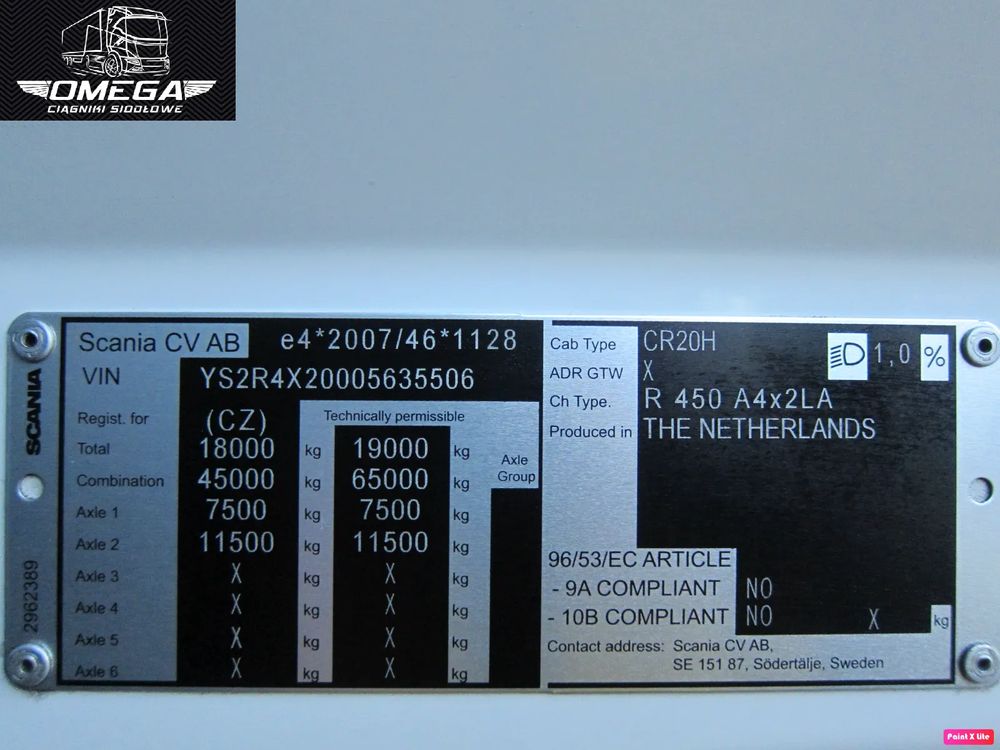 OMEGA
CIĄGNIKI SIODŁOWE
SCANIA
2962389
Scania CV AB e4*2007/46*1128
VIN YS2R4X20005635506
Regist. for (CZ) Technically permissible
Total 18000 kg 19000 kg
Combination 45000 kg 65000 kg Axle Group
Axle 1 7500 kg 7500 kg
Axle 2 11500 kg 11500 kg
Axle 3 X kg X kg
Axle 4 X kg X kg
Axle 5 X kg X kg
Axle 6 X kg X kg
Cab Type CR20H 1,0 %
ADR GTW X
Ch Type. R 450 A4x2LA
Produced in THE NETHERLANDS
96/53/EC ARTICLE
- 9A COMPLIANT NO
- 10B COMPLIANT NO X kg
Contact address: Scania CV AB,
SE 151 87, Södertälje, Sweden
Paint X Lite